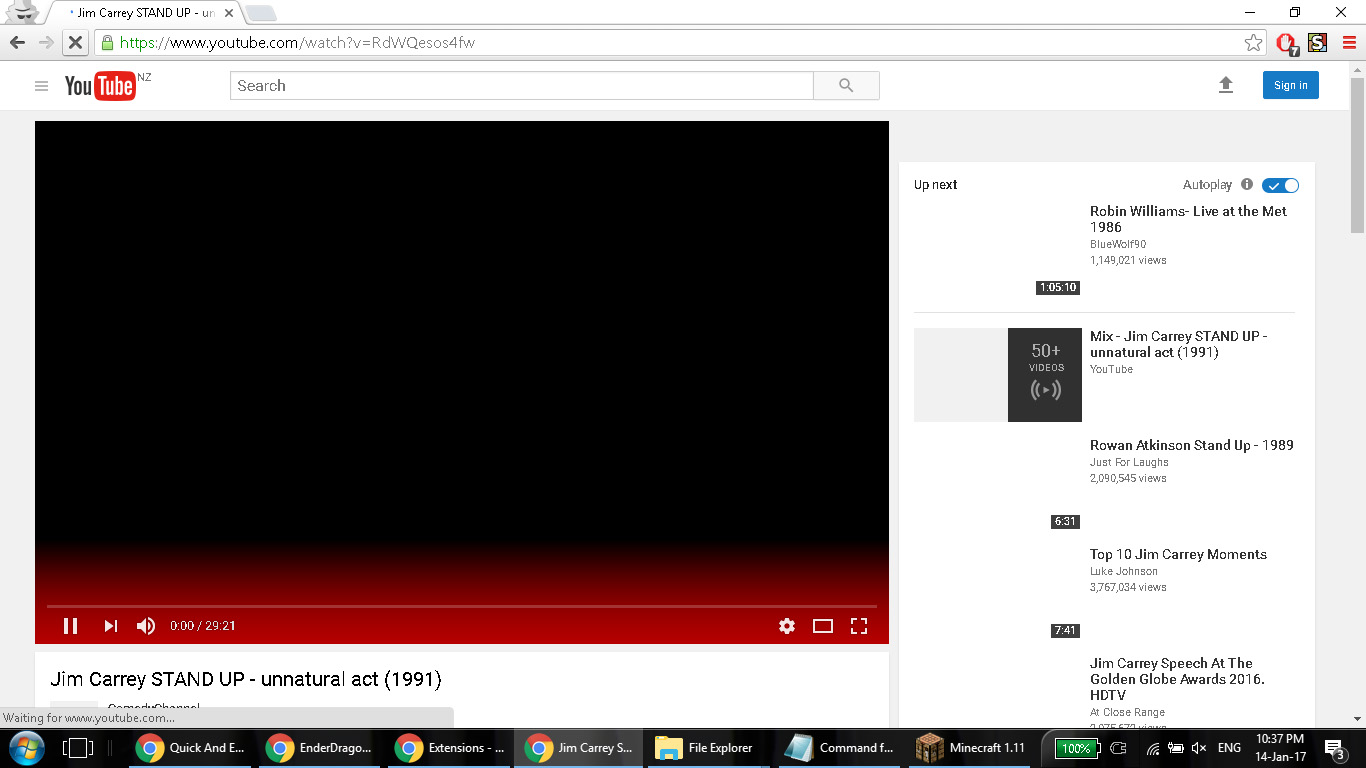 Jim Carrey STAND UP - un
https://www.youtube.com/watch?v=RdWQesos4fw
7
S
YouTube NZ
Search
Sign in
Up next
Autoplay
Robin Williams- Live at the Met
1986
BlueWolf90
1,149,021 views
1:05:10
50+
VIDEOS
Mix - Jim Carrey STAND UP -
unnatural act (1991)
YouTube
Rowan Atkinson Stand Up - 1989
Just For Laughs
2,090,545 views
6:31
Top 10 Jim Carrey Moments
Luke Johnson
3,767,034 views
7:41
Jim Carrey Speech At The
Golden Globe Awards 2016.
HDTV
At Close Range
2,075,672 views
0:00 / 29:21
Jim Carrey STAND UP - unnatural act (1991)
ComedyChannel
Waiting for www.youtube.com...
Quick And E...
EnderDrago...
Extensions - ...
Jim Carrey S...
File Explorer
Command f...
Minecraft 1.11
100%
ENG
10:37 PM
14-Jan-17
3